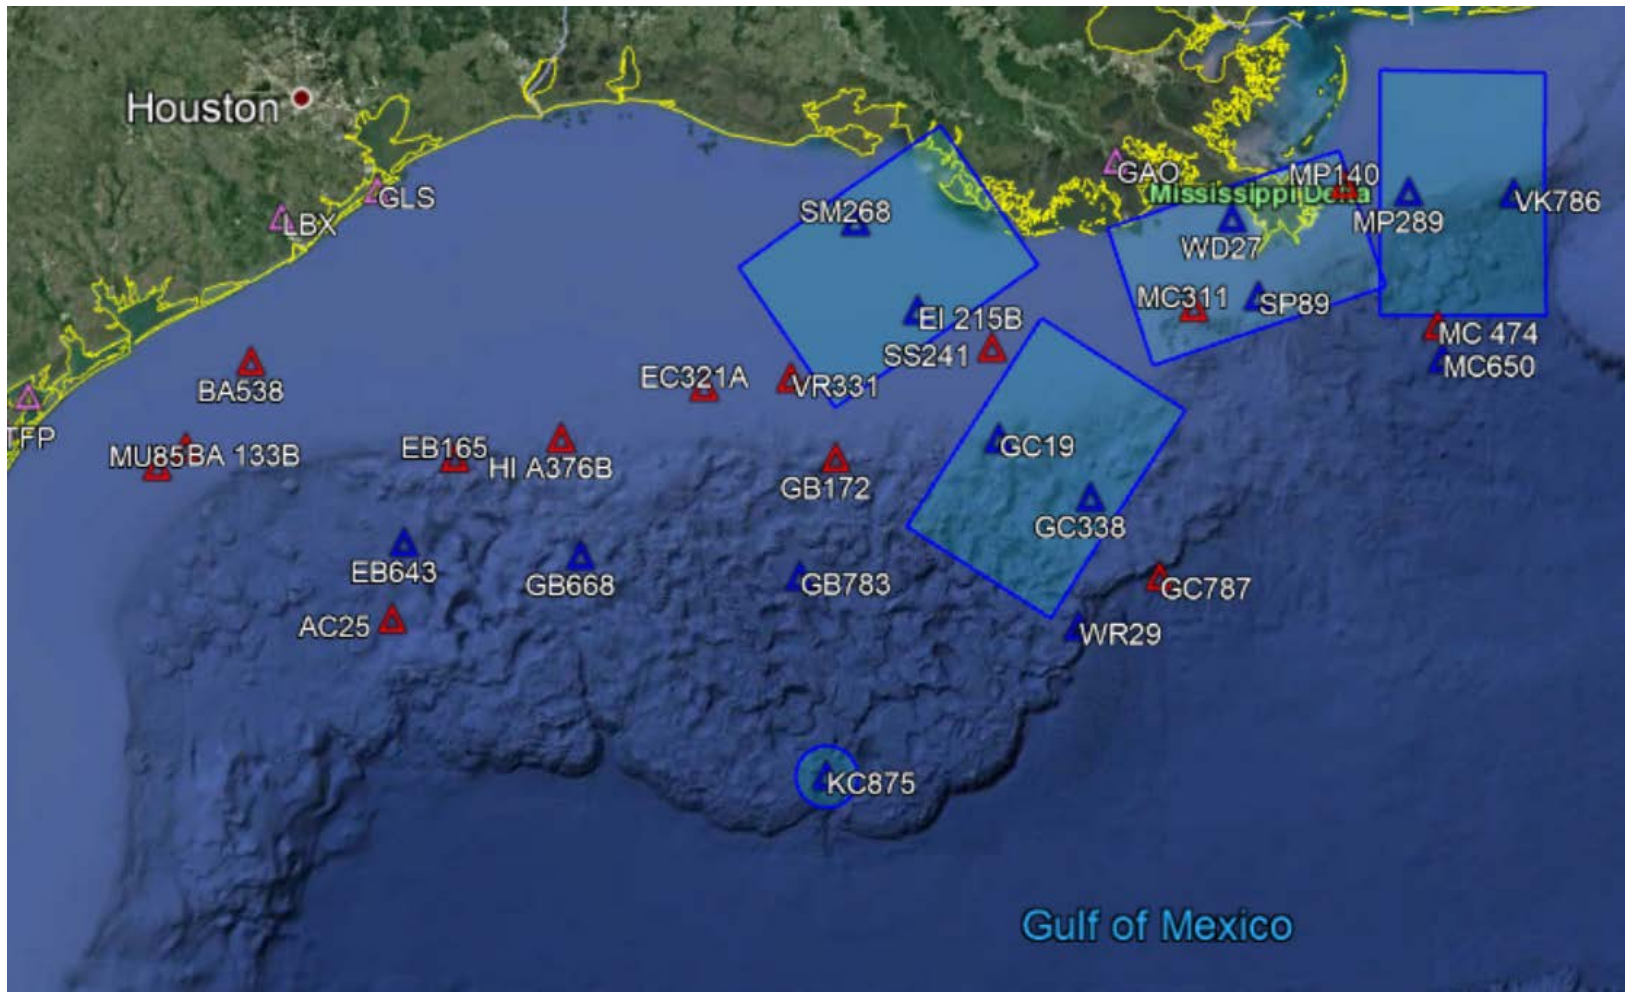 Houston
GLS
LBX
GAO
MP140
Mississippi Delta
SM268
MP289
VK786
WD27
MC311
SP89
EI 215B
MC 474
SS241
MC650
EC321A
VR331
BA538
TFP
MU85
BA 133B
EB165
HI A376B
GC19
GB172
GC338
EB643
GB668
GB783
GC787
AC25
WR29
KC875
Gulf of Mexico